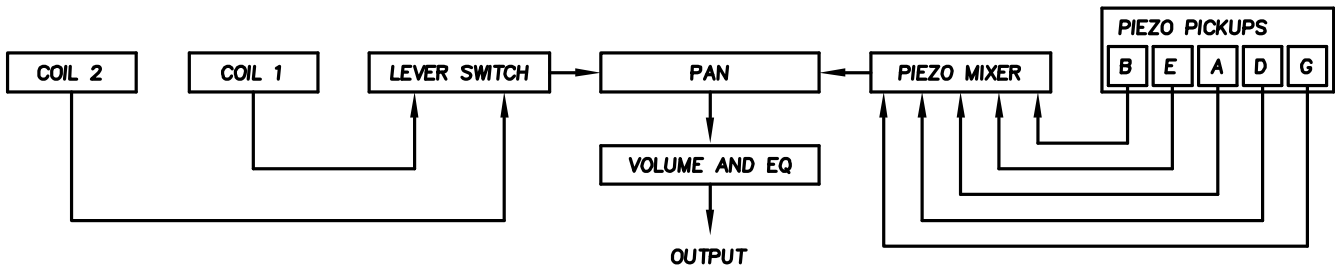 PIEZO PICKUPS
COIL 2
COIL 1
LEVER SWITCH
PAN
PIEZO MIXER
B E A D G
VOLUME AND EQ
OUTPUT